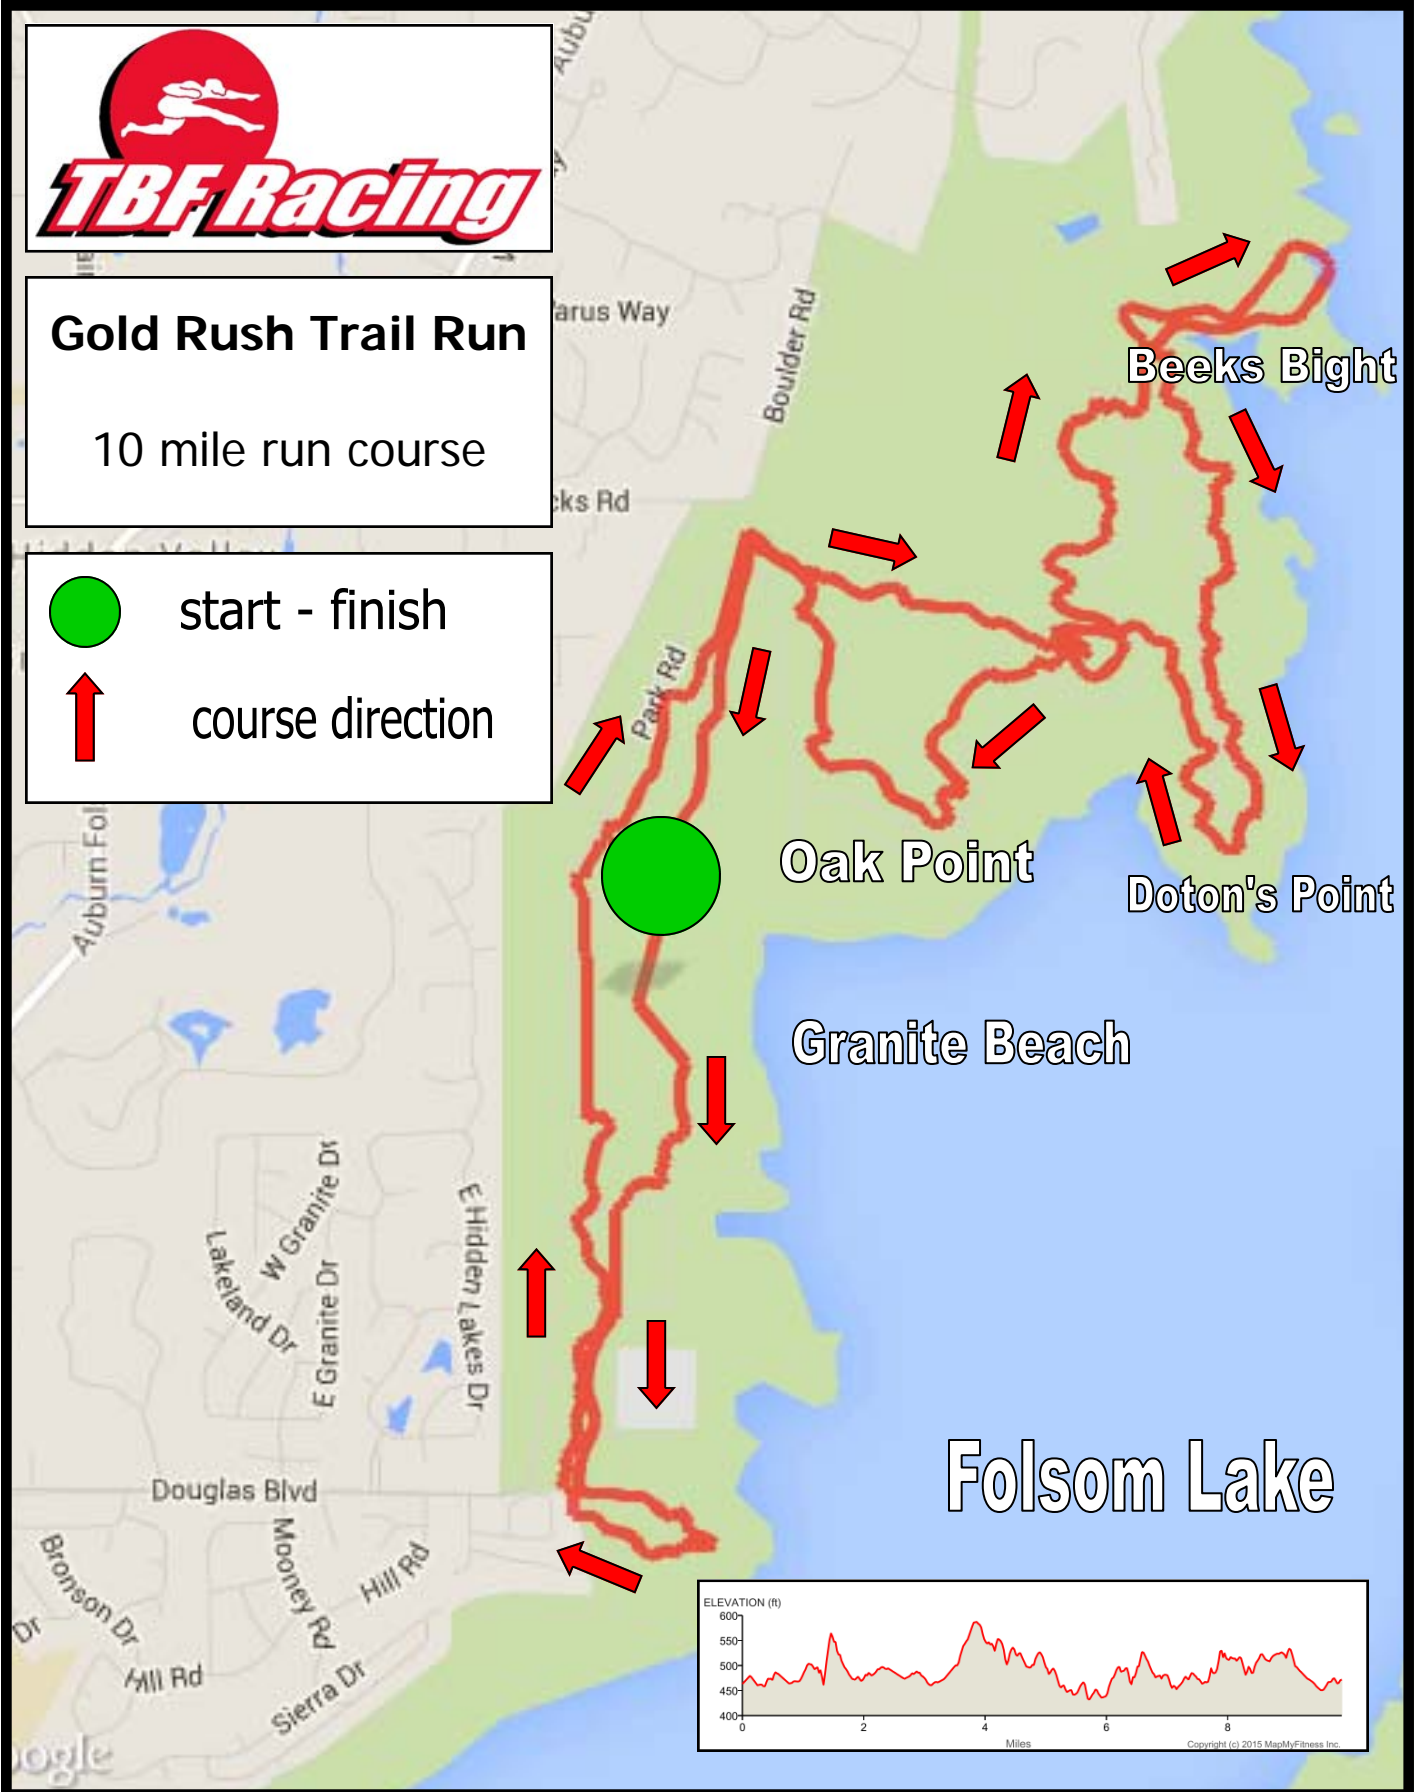 TBF Racing
Gold Rush Trail Run
10 mile run course
start - finish
course direction
Boulder Rd
Way
Rd
Park Rd
Beeks Bight
Oak Point
Doton's Point
Granite Beach
Folsom Lake
Auburn
W Granite Dr
Lakeland Dr
E Granite Dr
E Hidden Lakes Dr
Douglas Blvd
Mooney Rd
Hill Rd
Bronson Dr
Dr
Hill Rd
Sierra Dr
ELEVATION (ft)
600
550
500
450
400
0 2 4 6 8
Miles
Copyright (c) 2015 MapMyFitness Inc.